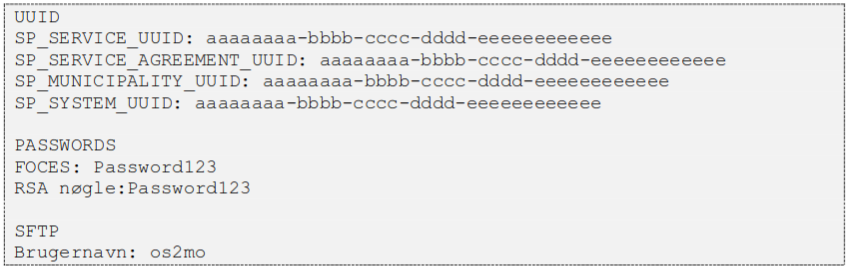 UUID
SP_SERVICE_UUID: aaaaaaaa-bbbb-cccc-dddd-eeeeeeeeeeee
SP_SERVICE_AGREEMENT_UUID: aaaaaaaa-bbbb-cccc-dddd-eeeeeeeeeeee
SP_MUNICIPALITY_UUID: aaaaaaaa-bbbb-cccc-dddd-eeeeeeeeeeee
SP_SYSTEM_UUID: aaaaaaaa-bbbb-cccc-dddd-eeeeeeeeeeee
PASSWORDS
FOCES: Password123
RSA nøgle:Password123
SFTP
Brugernavn: os2mo